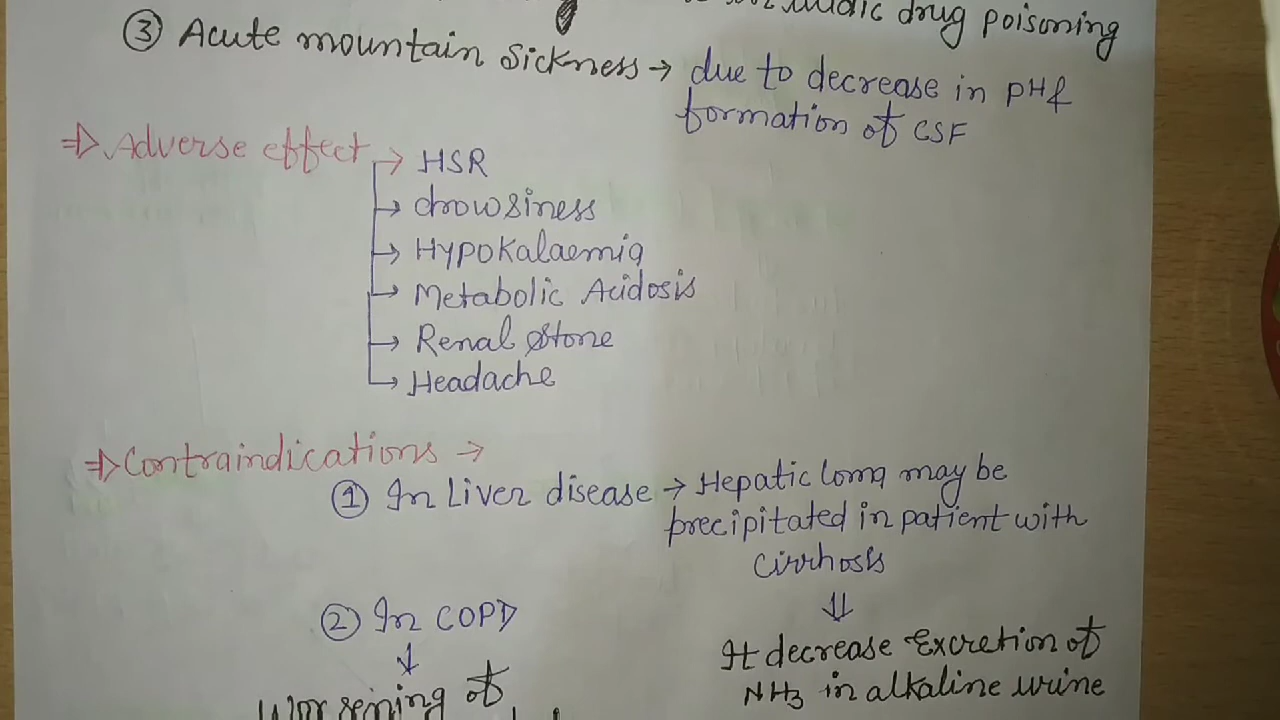 drug poisoning
③ Acute mountain Sickness → due to decrease in pH &
formation of CSF
⇒ Adverse effect → HSR
→ drowsiness
→ Hypokalaemia
→ Metabolic Acidosis
→ Renal stone
→ Headache
⇒ Contraindications →
① In Liver disease → Hepatic coma may be
precipitated in patient with
cirrhosis
⇓
② In COPD
↓
It decrease Excretion of
NH3 in alkaline urine
Worsening of